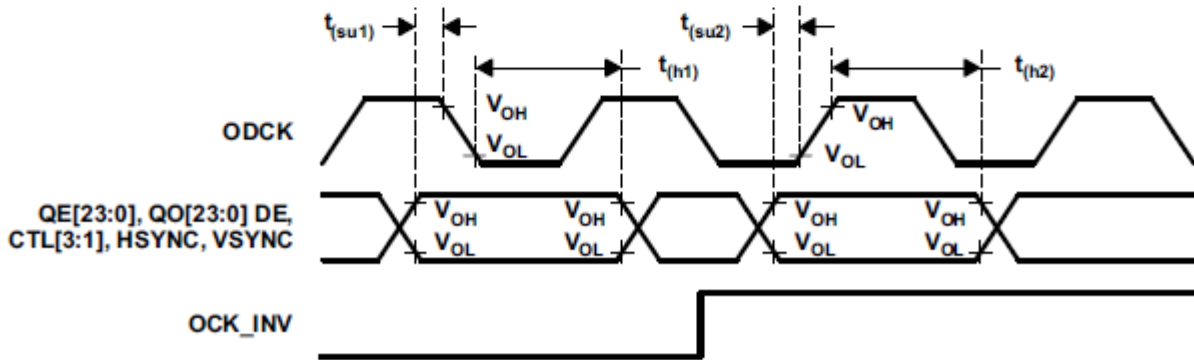 t(su1)
t(su2)
t(h1)
t(h2)
ODCK
VOH
VOL
VOH
VOL
QE[23:0], QO[23:0] DE,
CTL[3:1], HSYNC, VSYNC
VOH VOH VOH VOH
VOL VOL VOL VOL
OCK_INV